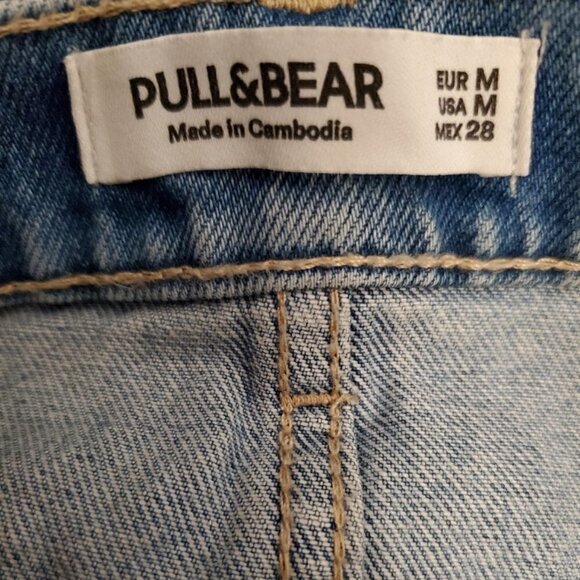 PULL&BEAR
Made in Cambodia
EUR M
USA M
MEX 28